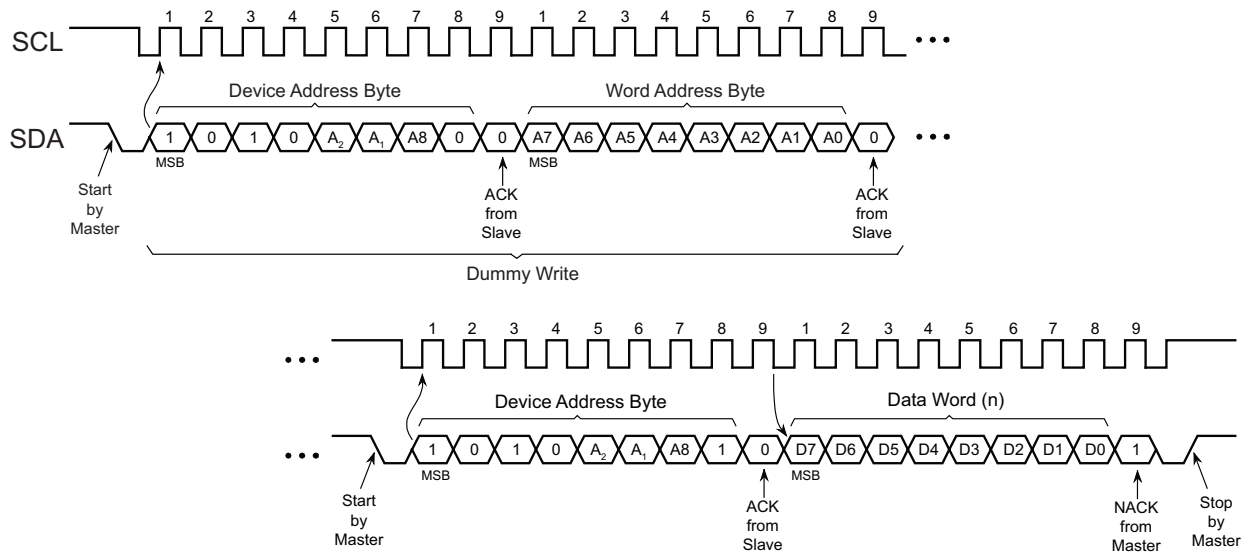 1 2 3 4 5 6 7 8 9 1 2 3 4 5 6 7 8 9
SCL
Device Address Byte Word Address Byte
SDA 1 0 1 0 A₂ A₁ A8 0 0 A7 A6 A5 A4 A3 A2 A1 A0 0
MSB MSB
Start
by
Master
ACK
from
Slave
ACK
from
Slave
Dummy Write
1 2 3 4 5 6 7 8 9 1 2 3 4 5 6 7 8 9
Device Address Byte Data Word (n)
1 0 1 0 A₂ A₁ A8 1 0 D7 D6 D5 D4 D3 D2 D1 D0 1
MSB MSB
Start
by
Master
ACK
from
Slave
NACK
from
Master
Stop
by
Master